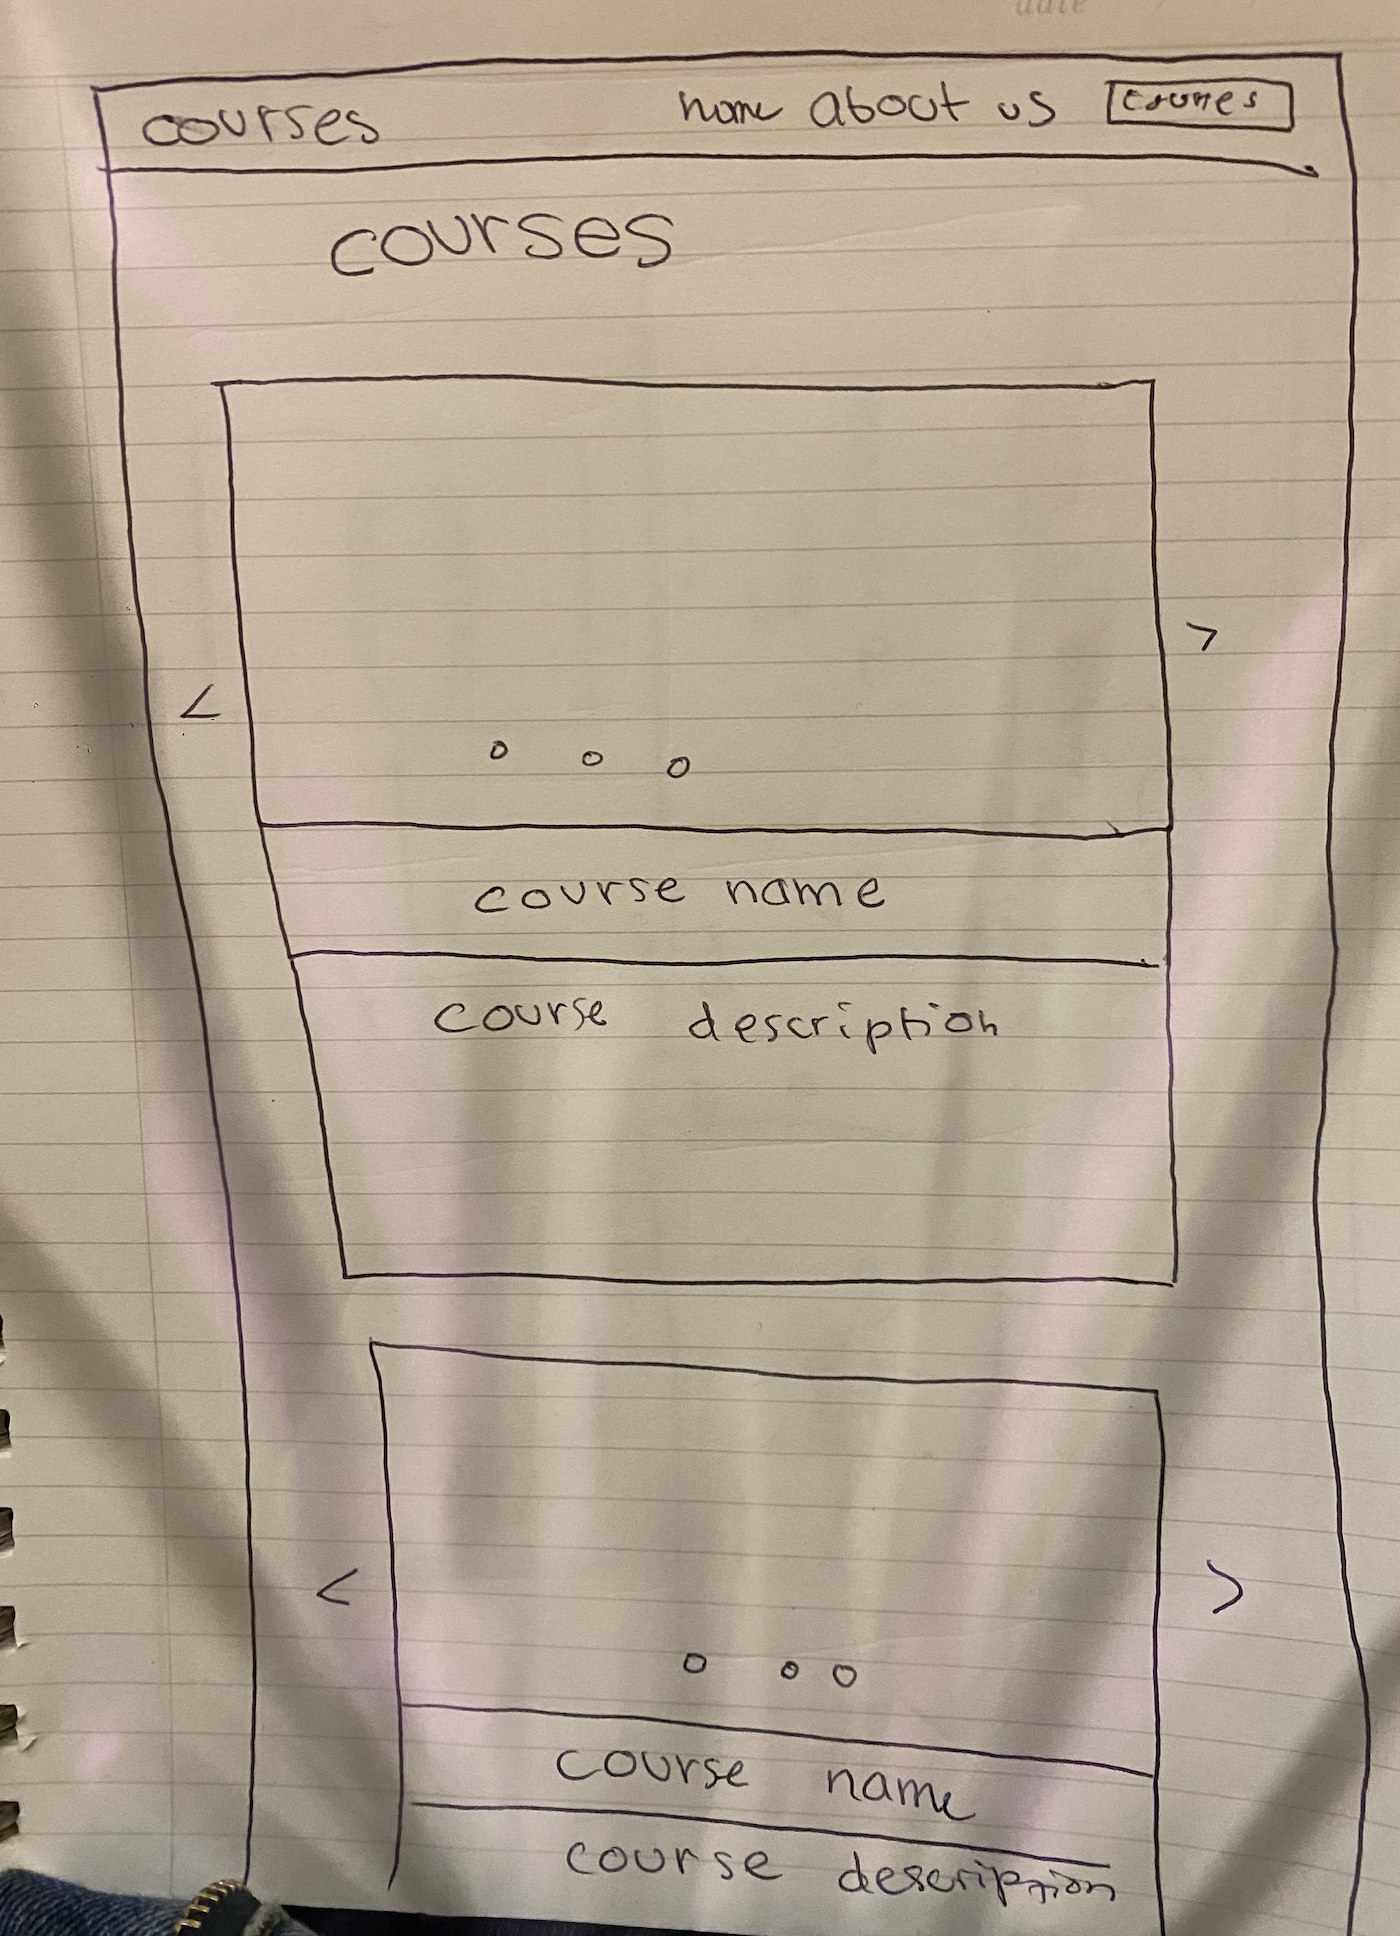 date
courses
home about us courses
courses
<
>
course name
course description
<
>
course name
course description